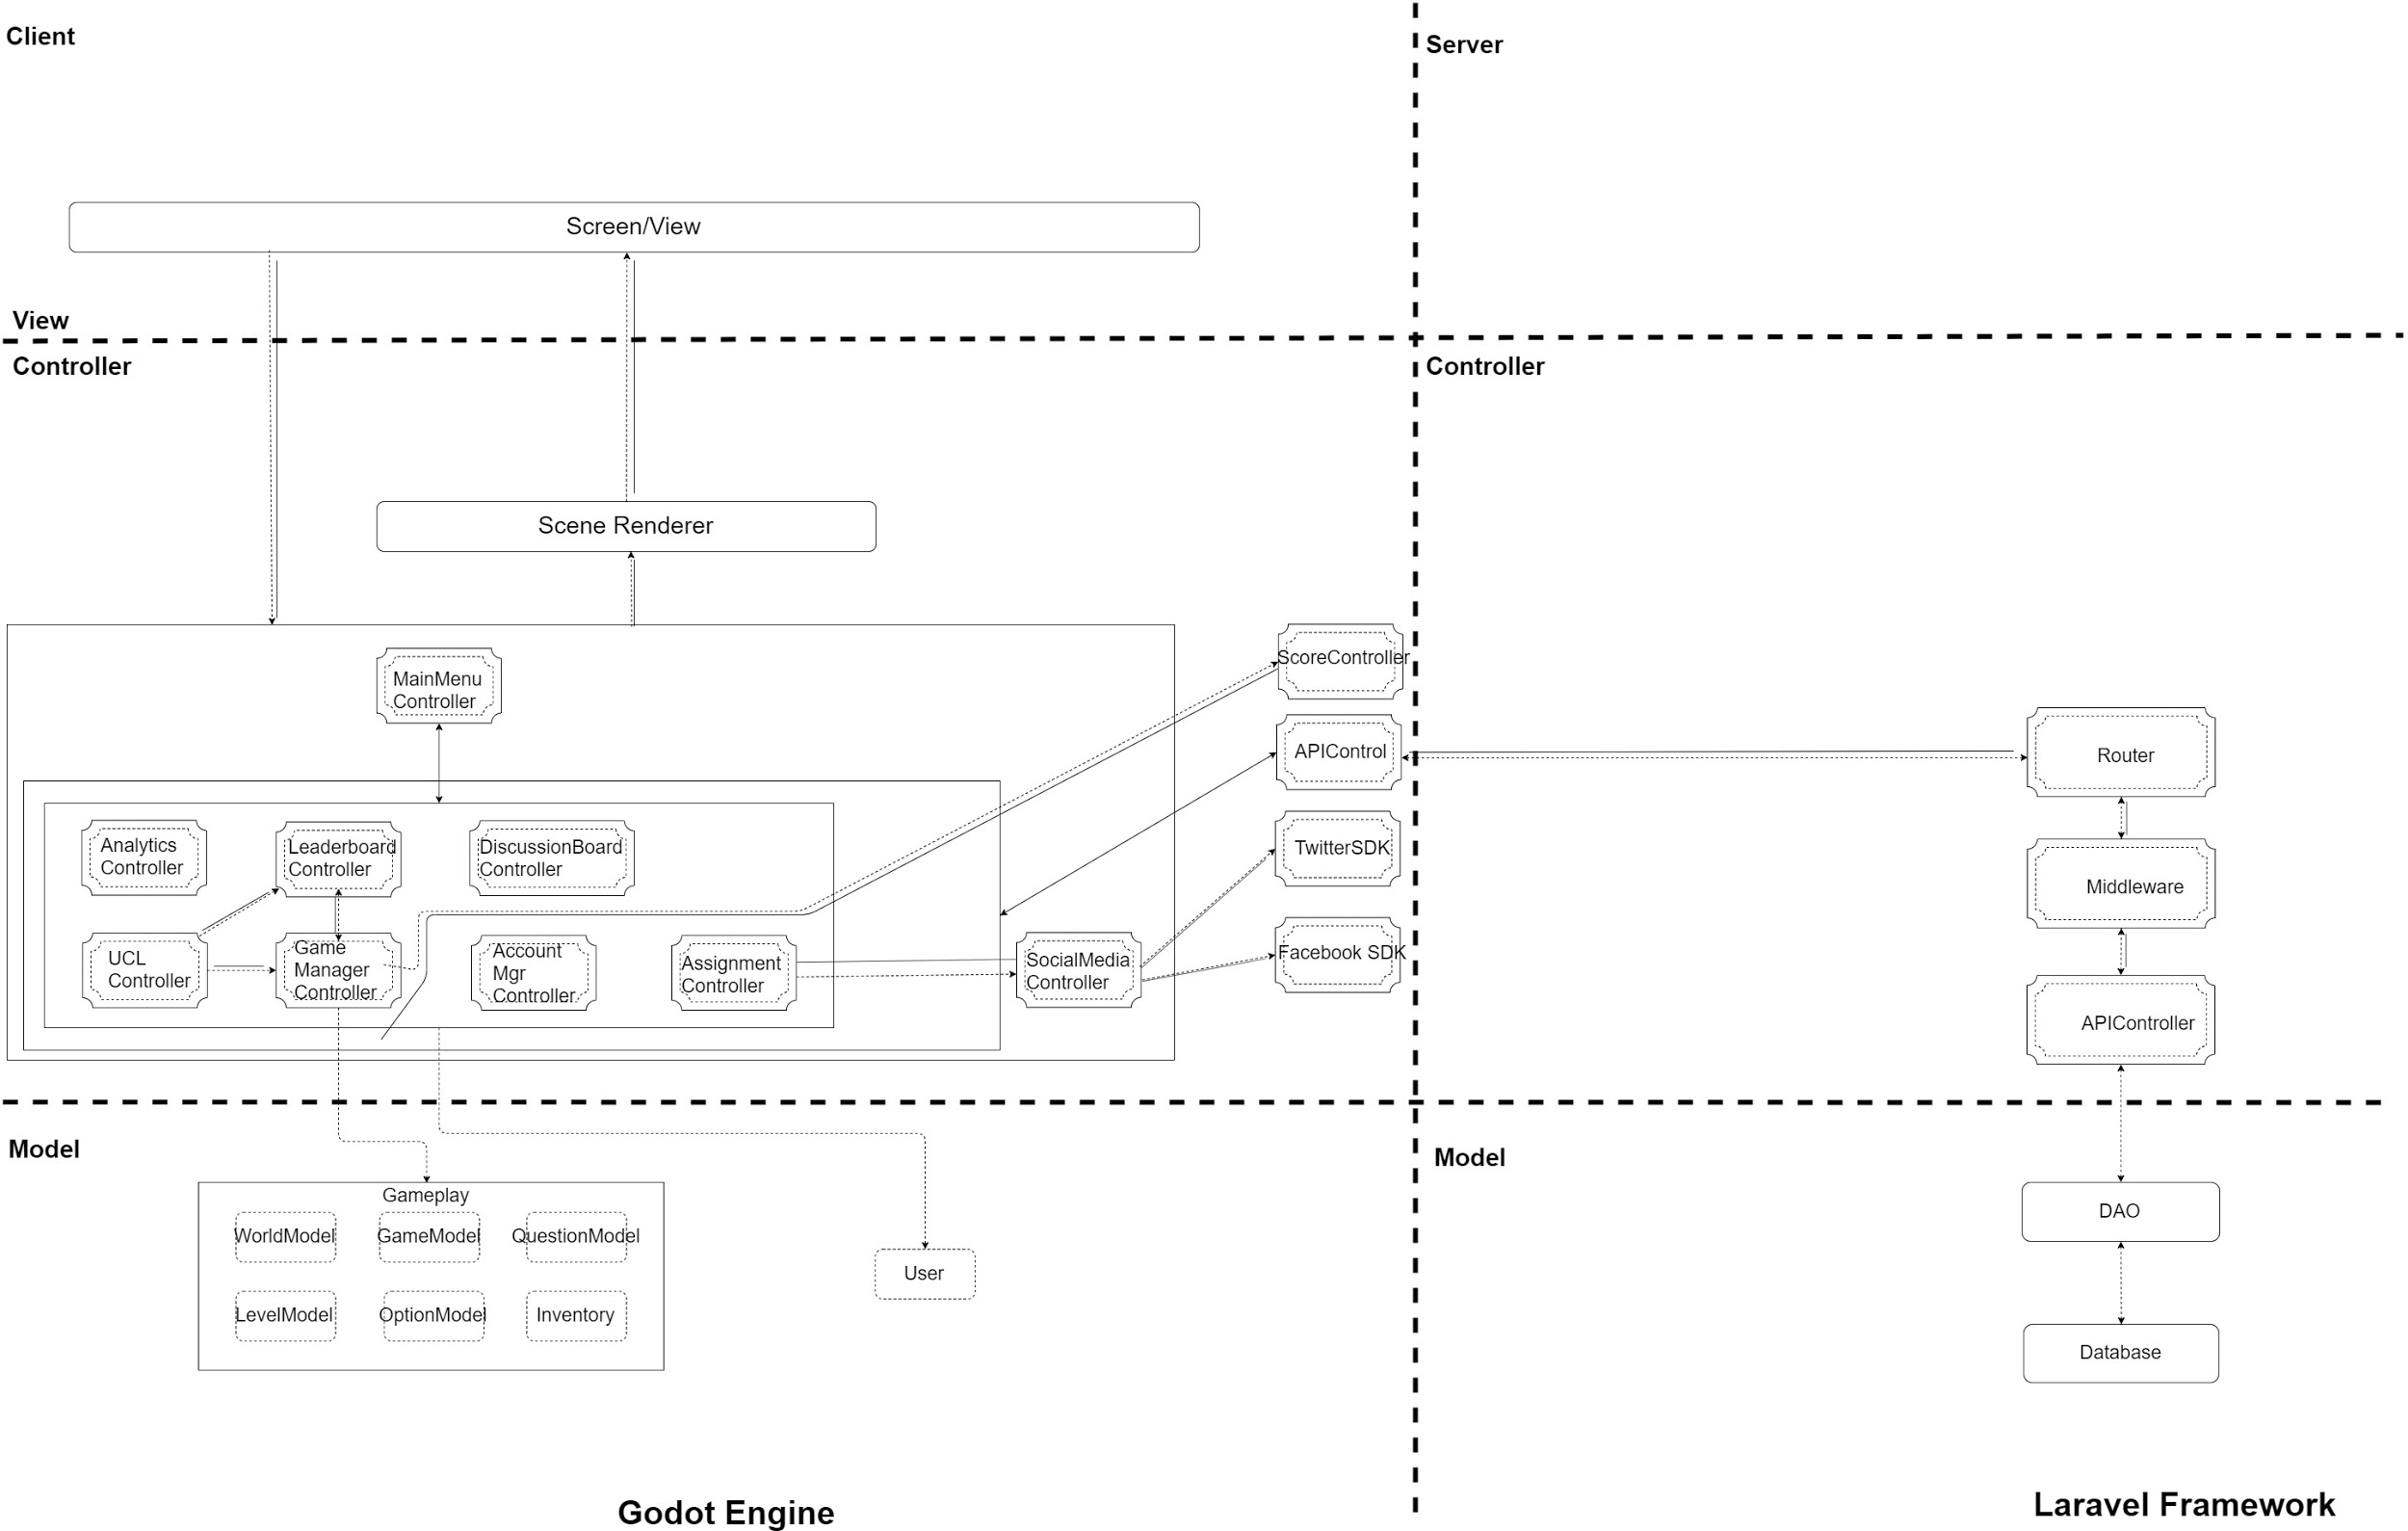 Client
Server
Screen/View
View
Controller
Controller
Scene Renderer
MainMenu
Controller
ScoreController
APIControl
Router
Analytics
Controller
Leaderboard
Controller
DiscussionBoard
Controller
TwitterSDK
Middleware
UCL
Controller
Game
Manager
Controller
Account
Mgr
Controller
Assignment
Controller
SocialMedia
Controller
Facebook SDK
APIController
Model
Model
Gameplay
WorldModel
GameModel
QuestionModel
LevelModel
OptionModel
Inventory
User
DAO
Database
Godot Engine
Laravel Framework